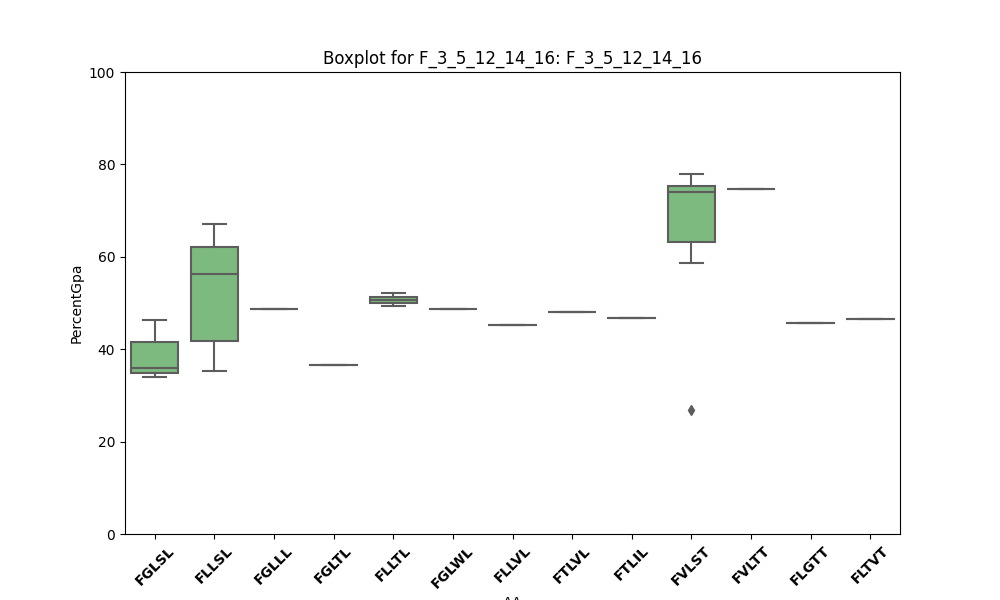 Boxplot for F_3_5_12_14_16: F_3_5_12_14_16
100
80
60
40
20
0
PercentGpa
FGLSL
FLLSL
FGLLL
FGLTL
FLLTL
FGLWL
FLLVL
FTLVL
FTLIL
FVLST
FVLTT
FLGTT
FLTVT